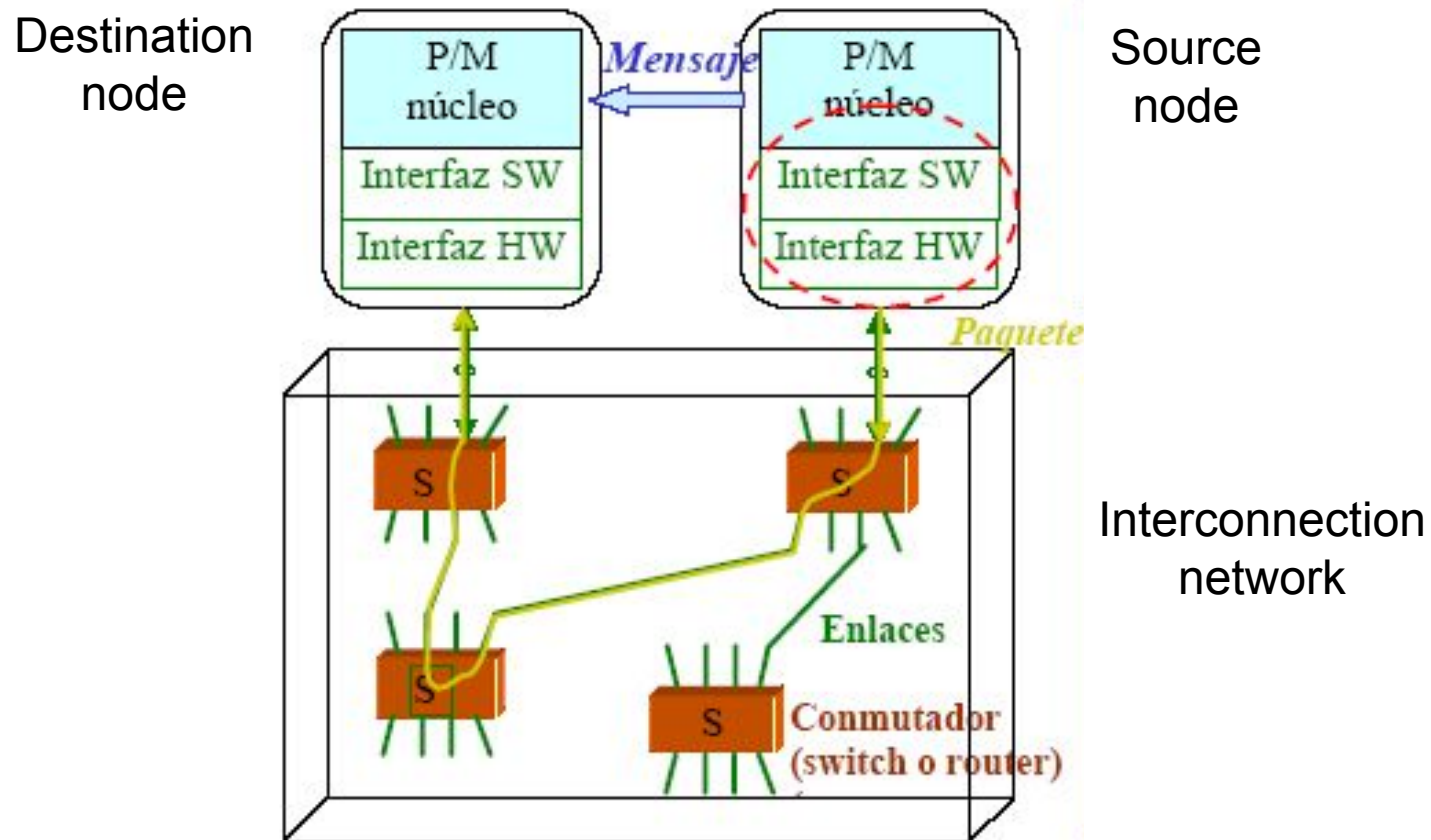 Destination
node
P/M
núcleo
Interfaz SW
Interfaz HW
Mensaje
P/M
núcleo
Interfaz SW
Interfaz HW
Source
node
Paquete
S
S
S
S
Enlaces
Conmutador
(switch o router)
Interconnection
network